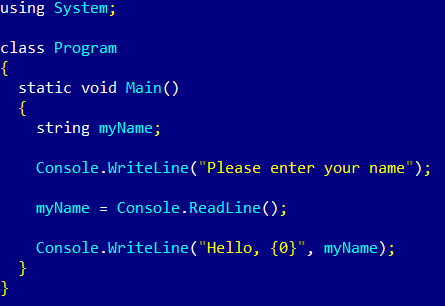 using System;
class Program
{
  static void Main()
  {
    string myName;
    Console.WriteLine("Please enter your name");
    myName = Console.ReadLine();
    Console.WriteLine("Hello, {0}", myName);
  }
}